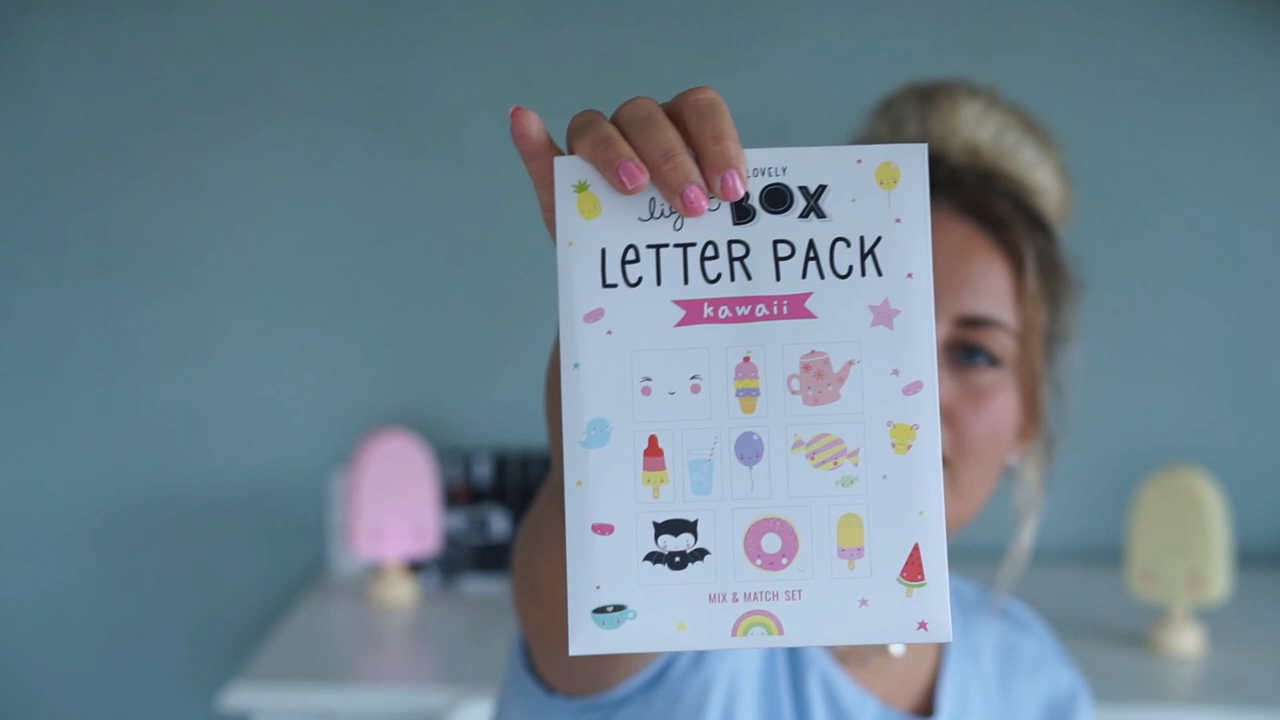 LOVELY
BOX
LETTER PACK
kawaii
MIX & MATCH SET